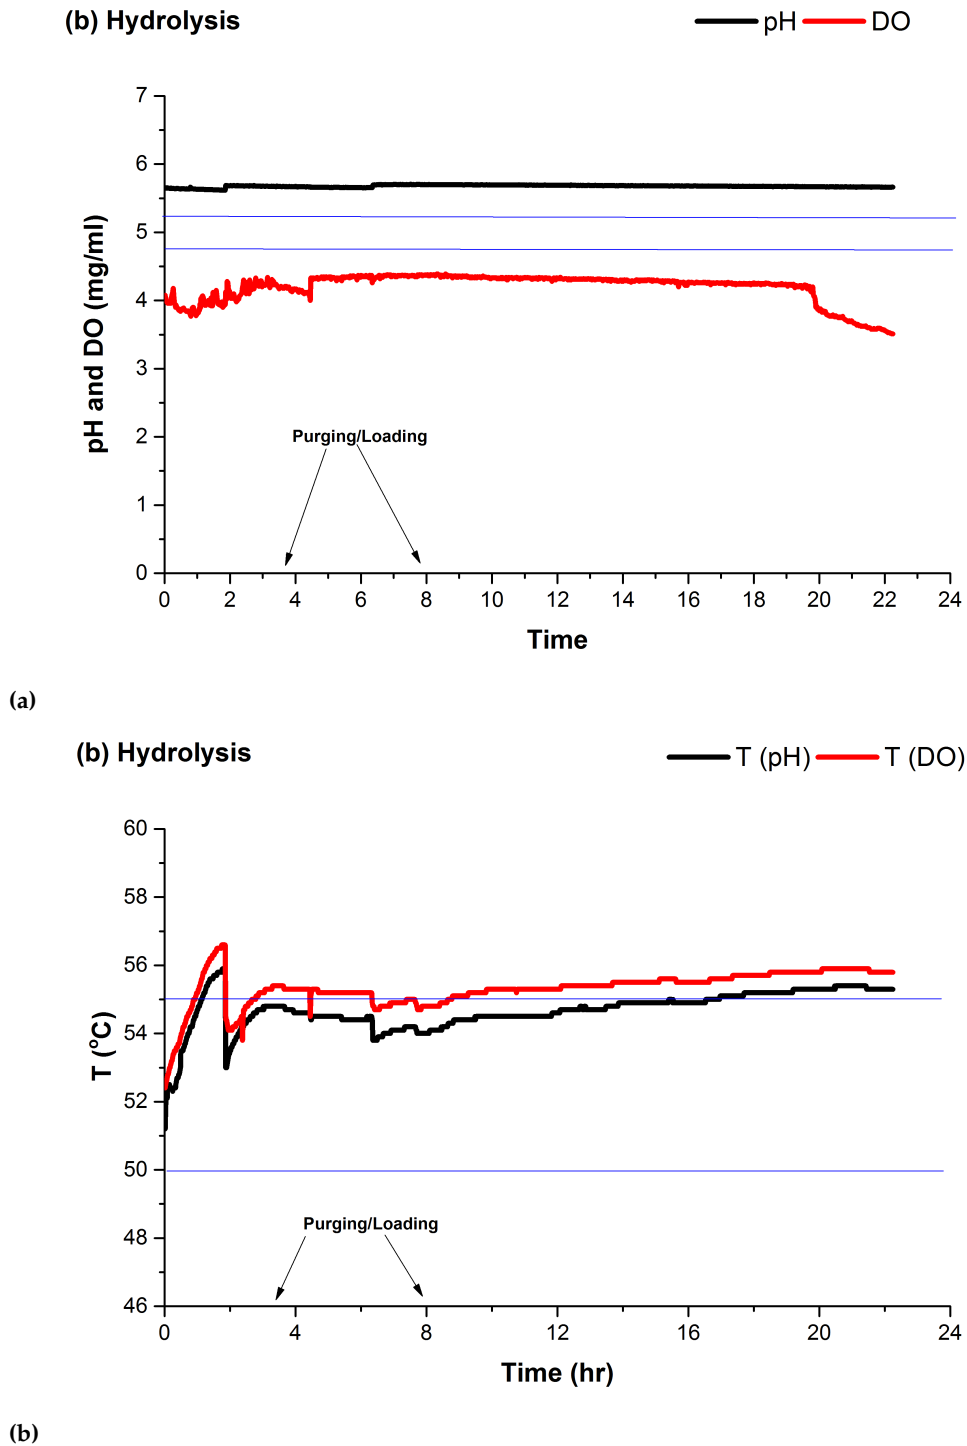 (b) Hydrolysis
pH DO
7
6
5
4
3
2
1
0
pH and DO (mg/ml)
Purging/Loading
0 2 4 6 8 10 12 14 16 18 20 22 24
Time
(a)
(b) Hydrolysis
T (pH) T (DO)
60
58
56
54
52
50
48
46
T (°C)
Purging/Loading
0 4 8 12 16 20 24
Time (hr)
(b)